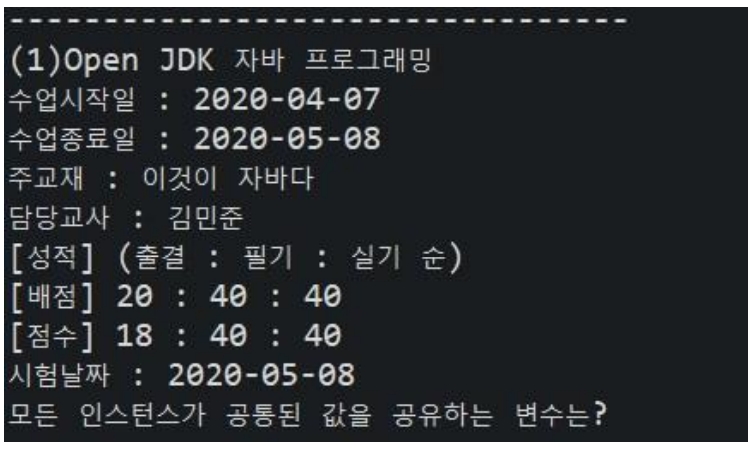 -----------------------------------
(1)Open JDK 자바 프로그래밍
수업시작일 : 2020-04-07
수업종료일 : 2020-05-08
주교재 : 이것이 자바다
담당교사 : 김민준
[성적] (출결 : 필기 : 실기 순)
[배점] 20 : 40 : 40
[점수] 18 : 40 : 40
시험날짜 : 2020-05-08
모든 인스턴스가 공통된 값을 공유하는 변수는?